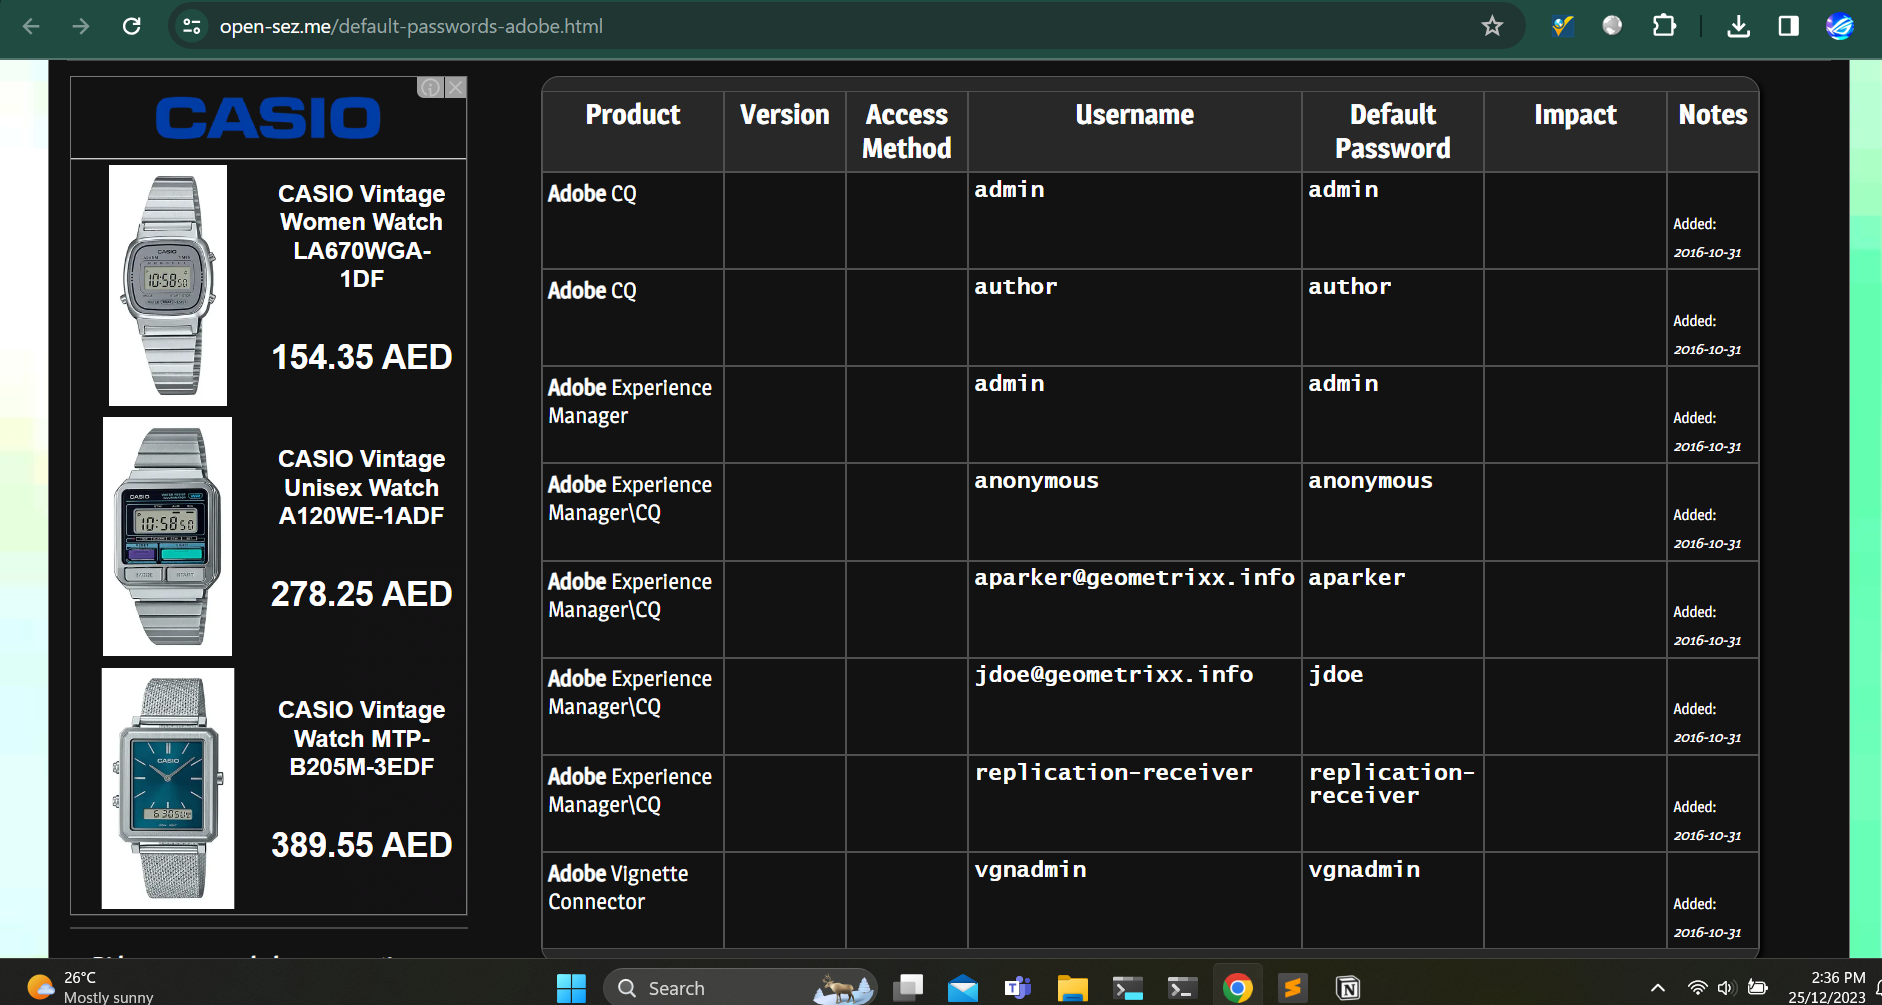 open-sez.me/default-passwords-adobe.html
CASIO
CASIO Vintage
Women Watch
LA670WGA-
1DF
154.35 AED
CASIO Vintage
Unisex Watch
A120WE-1ADF
278.25 AED
CASIO Vintage
Watch MTP-
B205M-3EDF
389.55 AED
Product Version Access Method Username Default Password Impact Notes
Adobe CQ admin admin Added: 2016-10-31
Adobe CQ author author Added: 2016-10-31
Adobe Experience Manager admin admin Added: 2016-10-31
Adobe Experience Manager\CQ anonymous anonymous Added: 2016-10-31
Adobe Experience Manager\CQ aparker@geometrixx.info aparker Added: 2016-10-31
Adobe Experience Manager\CQ jdoe@geometrixx.info jdoe Added: 2016-10-31
Adobe Experience Manager\CQ replication-receiver replication-receiver Added: 2016-10-31
Adobe Vignette Connector vgnadmin vgnadmin Added: 2016-10-31
26°C
Mostly sunny
Search
2:36 PM
25/12/2023